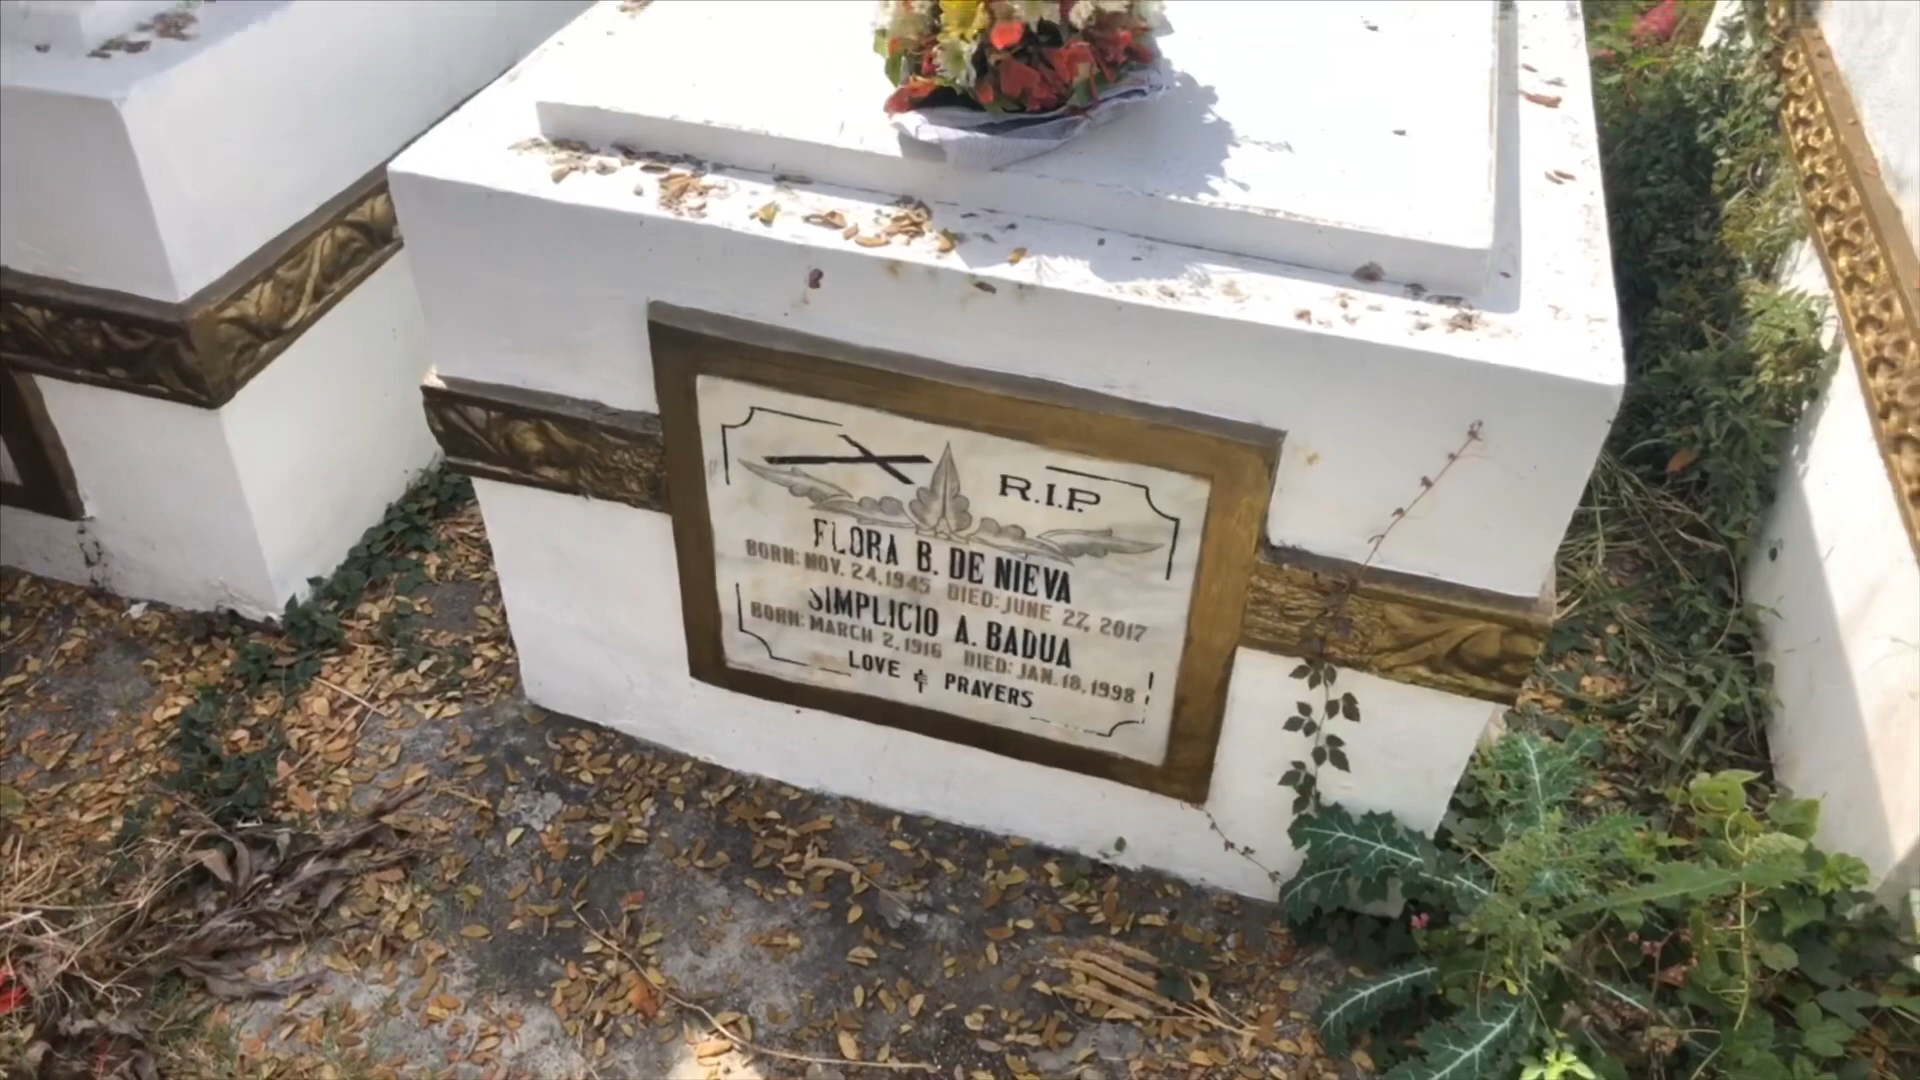 R.I.P.
FLORA B. DE NIEVA
BORN: NOV. 24, 1945 DIED: JUNE 27, 2017
SIMPLICIO A. BADUA
BORN: MARCH 2, 1916 DIED: JAN. 18, 1998
LOVE & PRAYERS